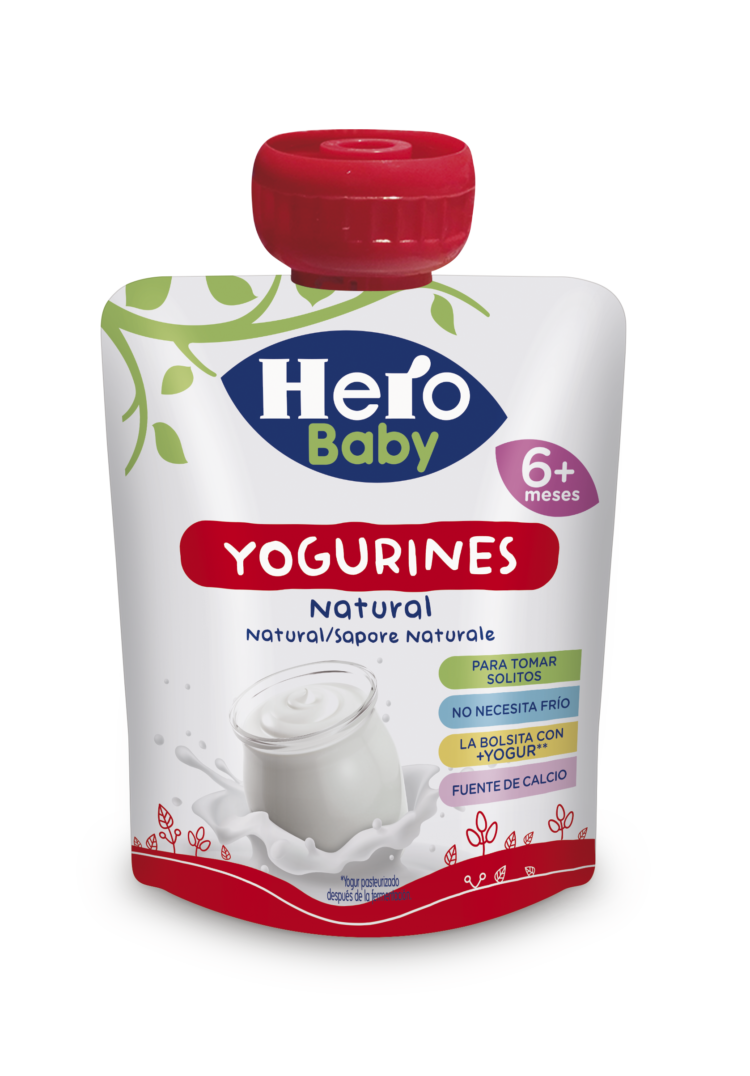 Hero
Baby
6+
meses
YOGURINES
Natural
Natural/Sapore Naturale
PARA TOMAR
SOLITOS
NO NECESITA FRÍO
LA BOLSITA CON
+YOGUR**
FUENTE DE CALCIO
*Yogur pasteurizado
después de la fermentación